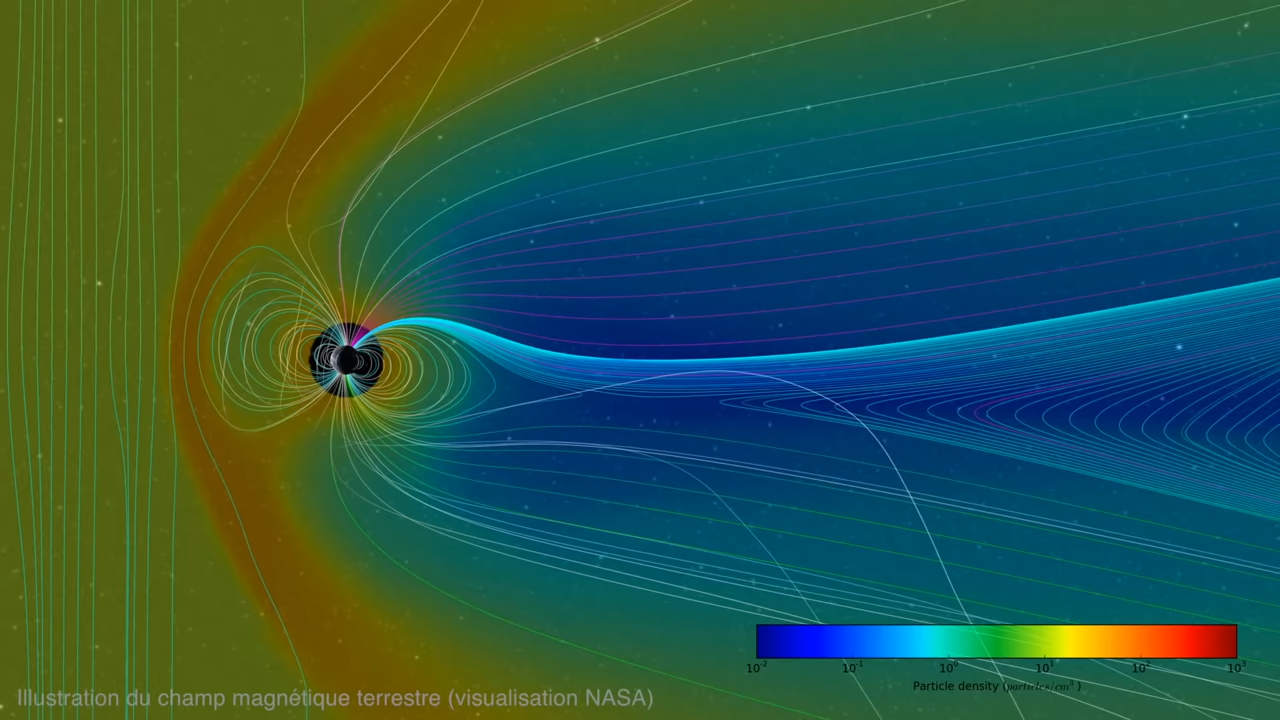 10⁻² 10⁻¹ 10⁰ 10¹ 10² 10³
Particle density (particles/cm³)
Illustration du champ magnétique terrestre (visualisation NASA)